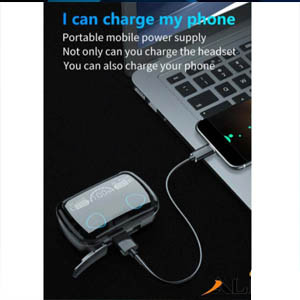 I can charge my phone
Portable mobile power supply
Not only can you charge the headset
You can also charge your phone